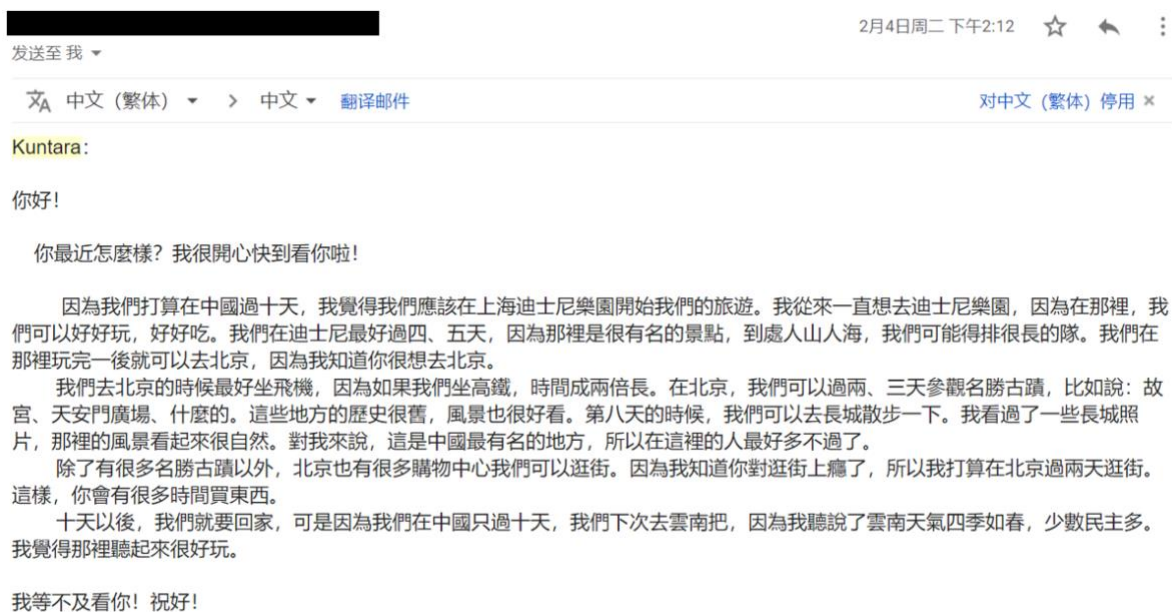 2月4日周二 下午2:12
发送至 我
中文（繁体） > 中文 翻译邮件 对中文（繁体）停用 ×
Kuntara：
你好！
你最近怎麼樣？我很開心快到看你啦！
因為我們打算在中國過十天，我覺得我們應該在上海迪士尼樂園開始我們的旅遊。我從來一直想去迪士尼樂園，因為在那裡，我
們可以好好玩，好好吃。我們在迪士尼最好過四、五天，因為那裡是很有名的景點，到處人山人海，我們可能得排很長的隊。我們在
那裡玩完一後就可以去北京，因為我知道你很想去北京。
我們去北京的時候最好坐飛機，因為如果我們坐高鐵，時間成兩倍長。在北京，我們可以過兩、三天參觀名勝古蹟，比如說：故
宮、天安門廣場、什麼的。這些地方的歷史很舊，風景也很好看。第八天的時候，我們可以去長城散步一下。我看過了一些長城照
片，那裡的風景看起來很自然。對我來說，這是中國最有名的地方，所以在這裡的人最好多不過了。
除了有很多名勝古蹟以外，北京也有很多購物中心我們可以逛街。因為我知道你對逛街上癮了，所以我打算在北京過兩天逛街。
這樣，你會有很多時間買東西。
十天以後，我們就要回家，可是因為我們在中國只過十天，我們下次去雲南把，因為我聽說了雲南天氣四季如春，少數民主多。
我覺得那裡聽起來很好玩。
我等不及看你！祝好！